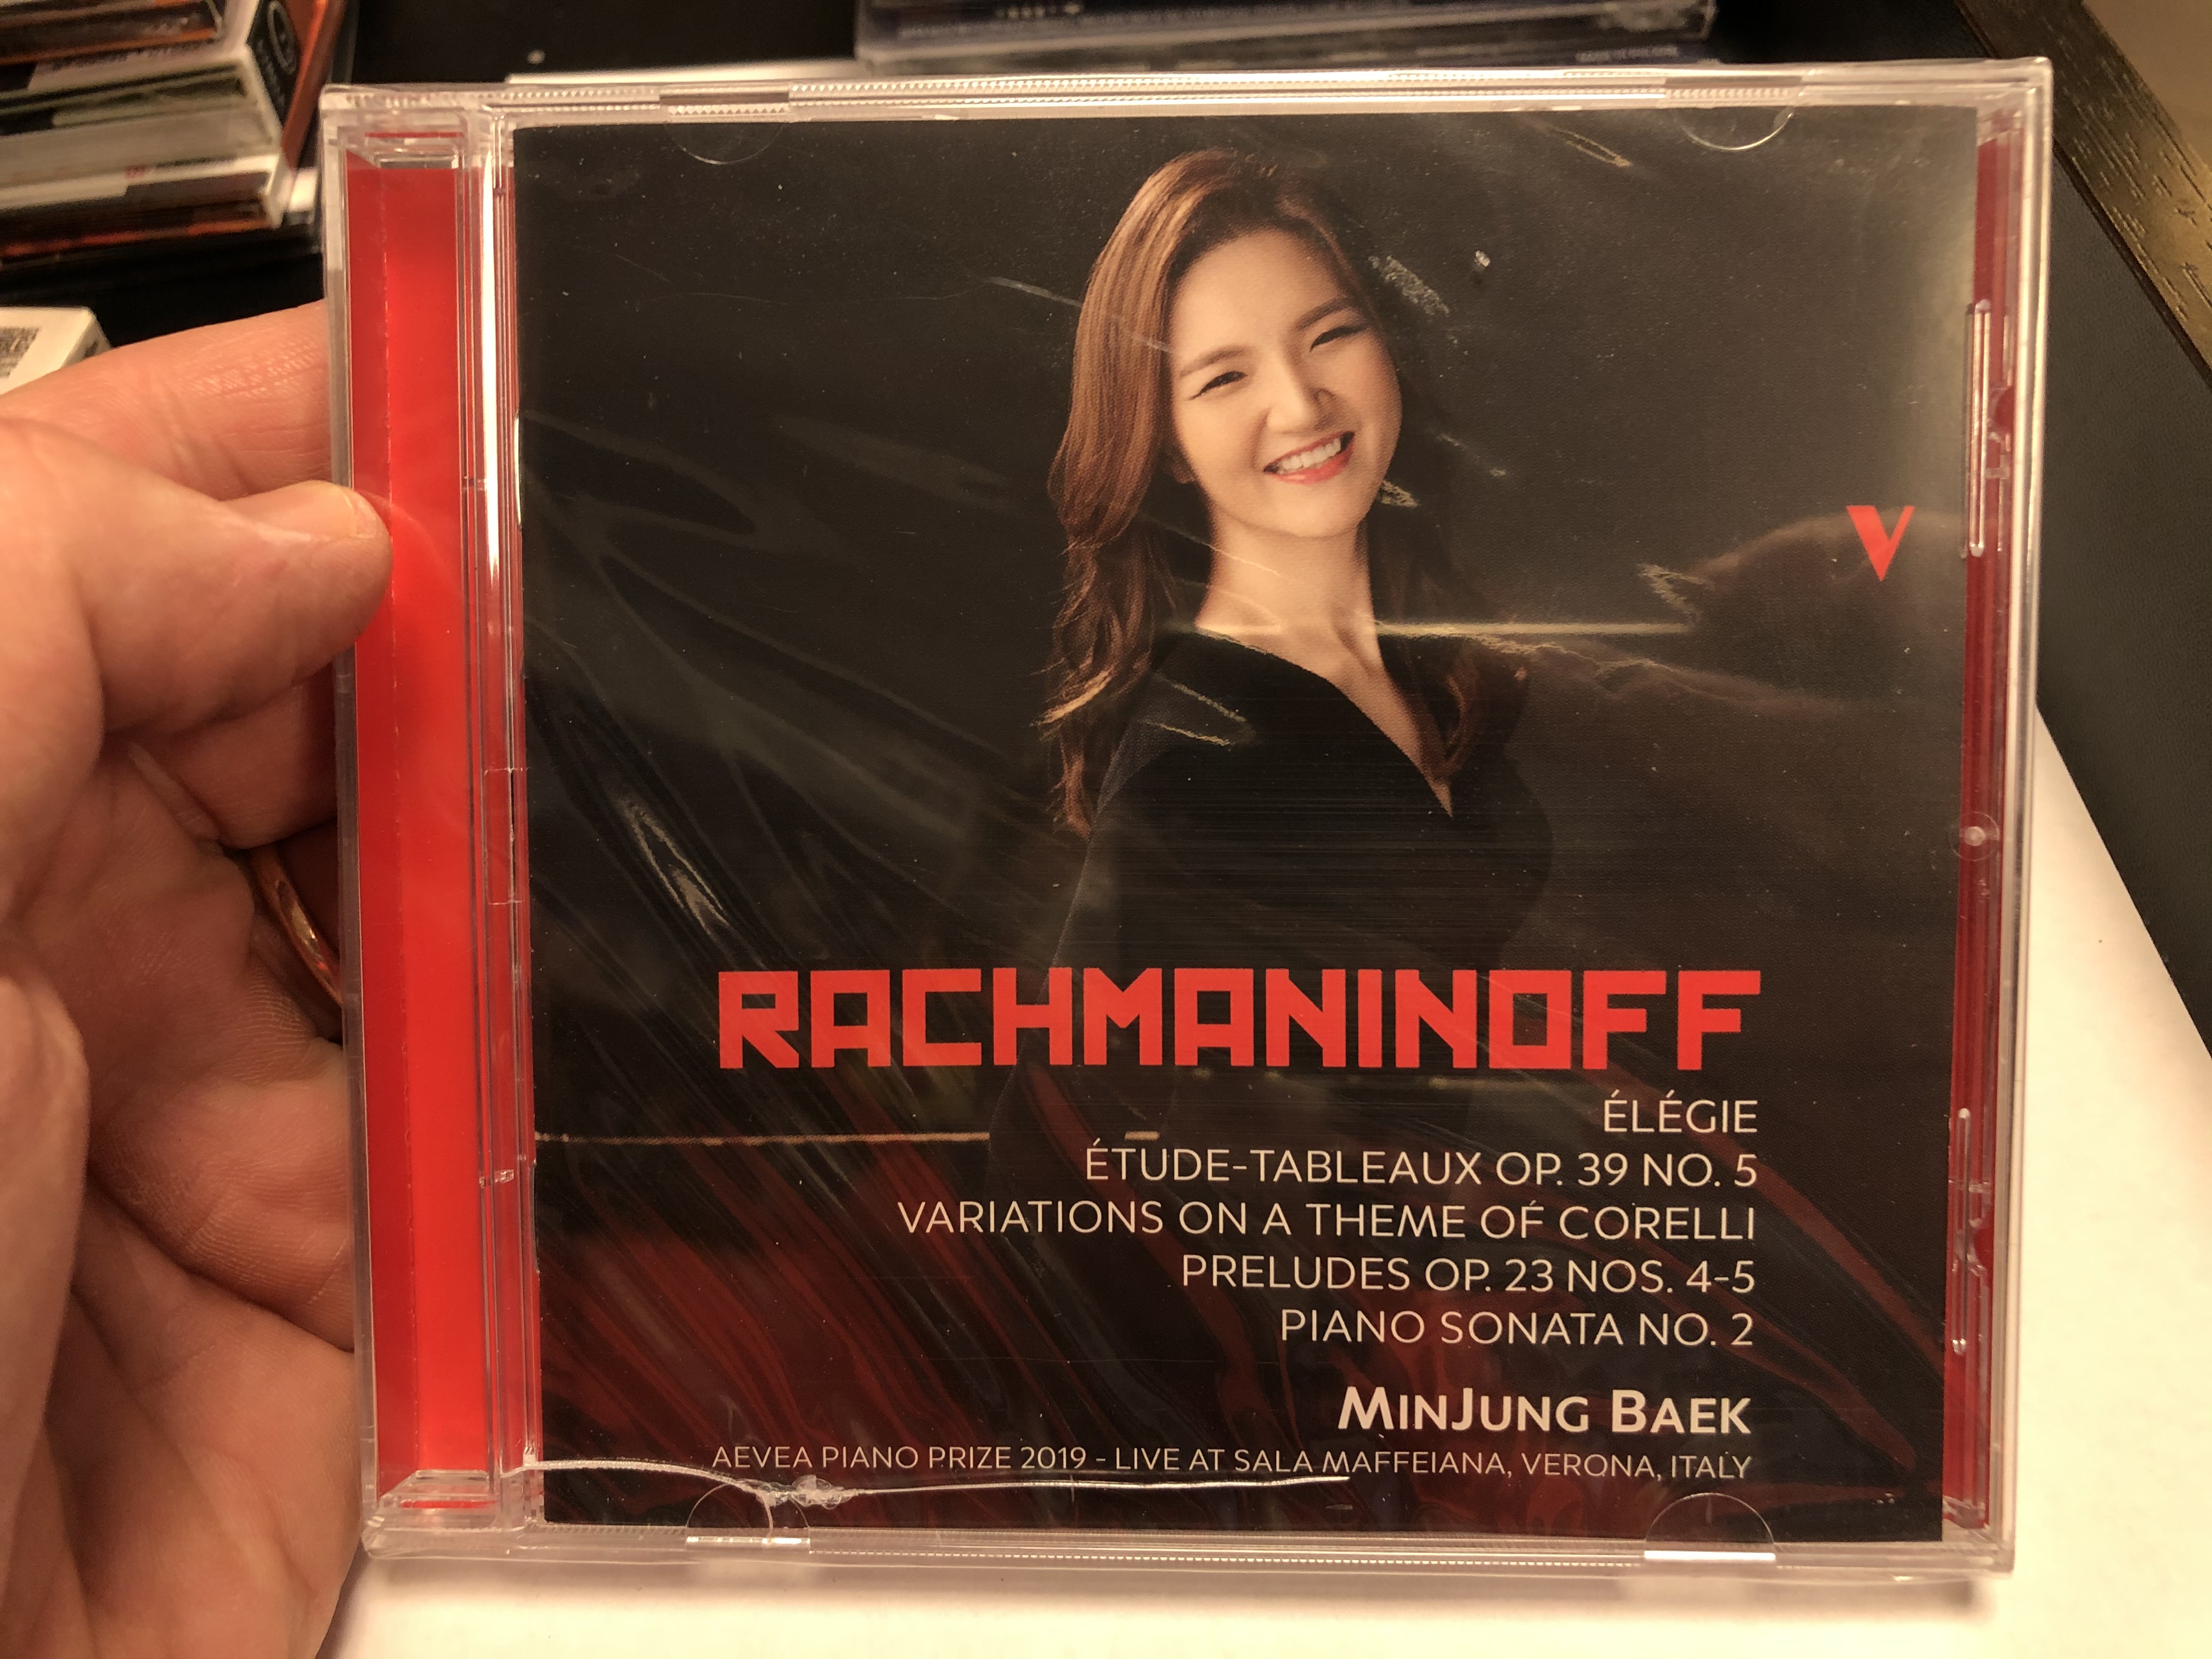 V
RACHMANINOFF
ÉLÉGIE
ÉTUDE-TABLEAUX OP. 39 NO. 5
VARIATIONS ON A THEME OF CORELLI
PRELUDES OP. 23 NOS. 4-5
PIANO SONATA NO. 2
MINJUNG BAEK
AEVEA PIANO PRIZE 2019 - LIVE AT SALA MAFFEIANA, VERONA, ITALY